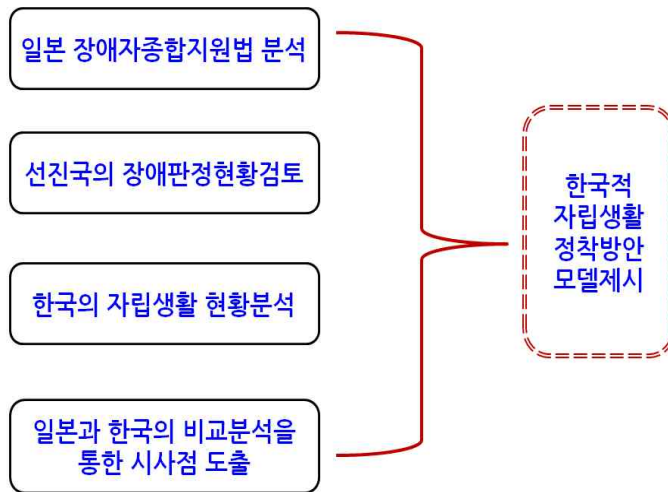 일본 장애자종합지원법 분석
선진국의 장애판정현황검토
한국의 자립생활 현황분석
일본과 한국의 비교분석을
통한 시사점 도출
한국적
자립생활
정착방안
모델제시